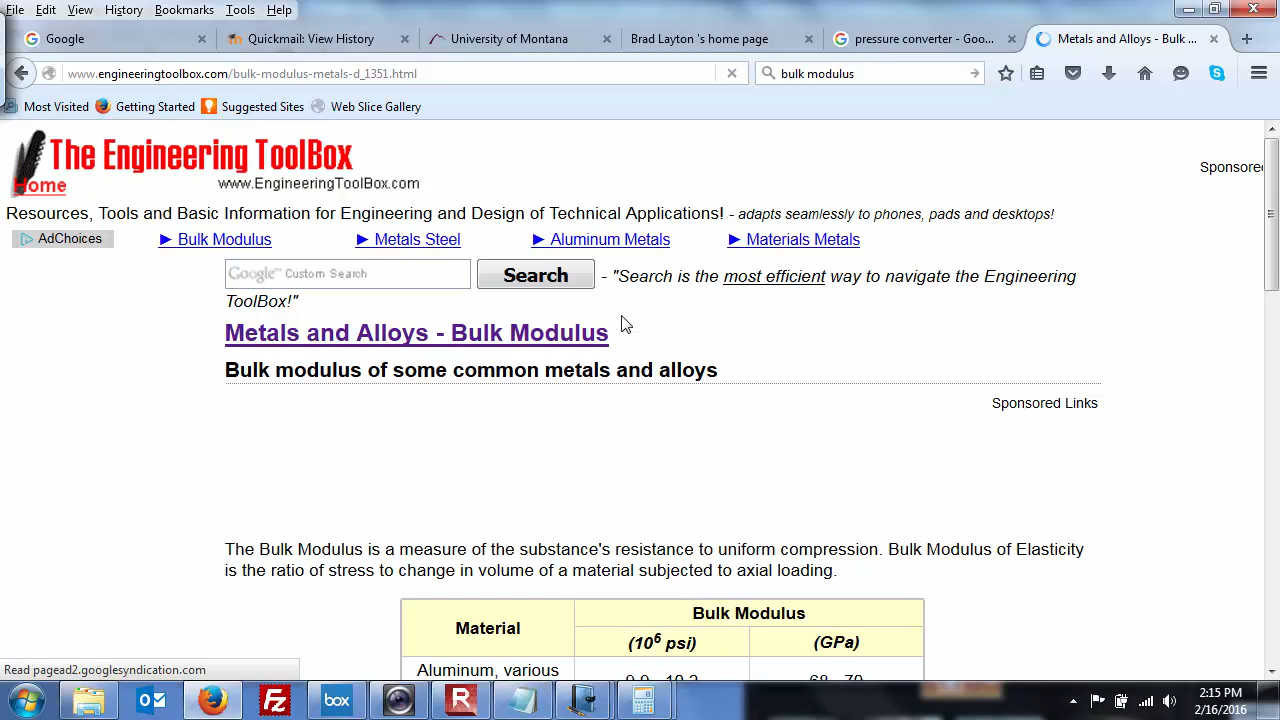 File Edit View History Bookmarks Tools Help
Google × Quickmail: View History × University of Montana × Brad Layton 's home page × pressure converter - Goo... × Metals and Alloys - Bulk ... ×
www.engineeringtoolbox.com/bulk-modulus-metals-d_1351.html bulk modulus
Most Visited Getting Started Suggested Sites Web Slice Gallery
The Engineering ToolBox
Home
www.EngineeringToolBox.com
Sponsored
Resources, Tools and Basic Information for Engineering and Design of Technical Applications! - adapts seamlessly to phones, pads and desktops!
AdChoices ► Bulk Modulus ► Metals Steel ► Aluminum Metals ► Materials Metals
Google™ Custom Search Search - "Search is the most efficient way to navigate the Engineering
ToolBox!"
Metals and Alloys - Bulk Modulus
Bulk modulus of some common metals and alloys
Sponsored Links
The Bulk Modulus is a measure of the substance's resistance to uniform compression. Bulk Modulus of Elasticity
is the ratio of stress to change in volume of a material subjected to axial loading.
Material Bulk Modulus
(10⁶ psi) (GPa)
Aluminum, various
9.9 - 10.2 68 - 70
Read pagead2.googlesyndication.com
box
2:15 PM
2/16/2016